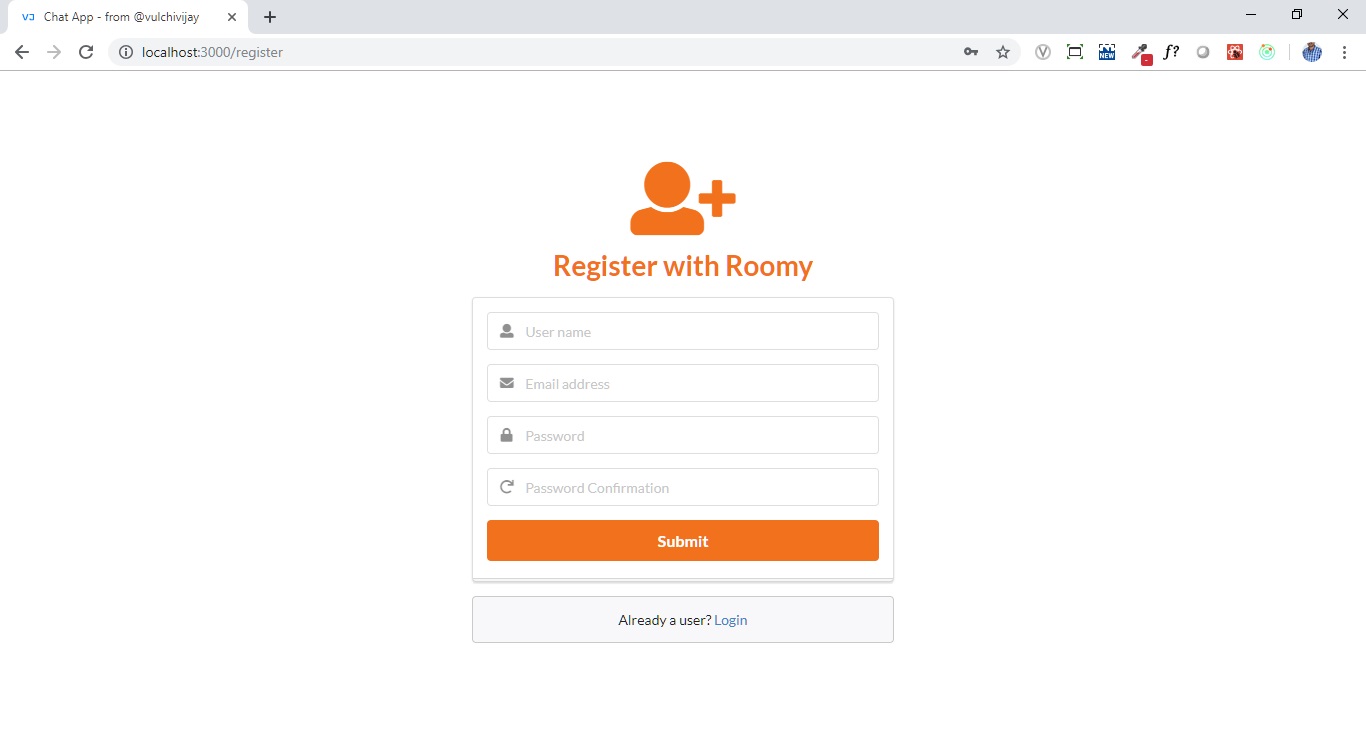 VJ Chat App - from @vulchivijay
localhost:3000/register
NEW
f?
Register with Roomy
User name
Email address
Password
Password Confirmation
Submit
Already a user? Login